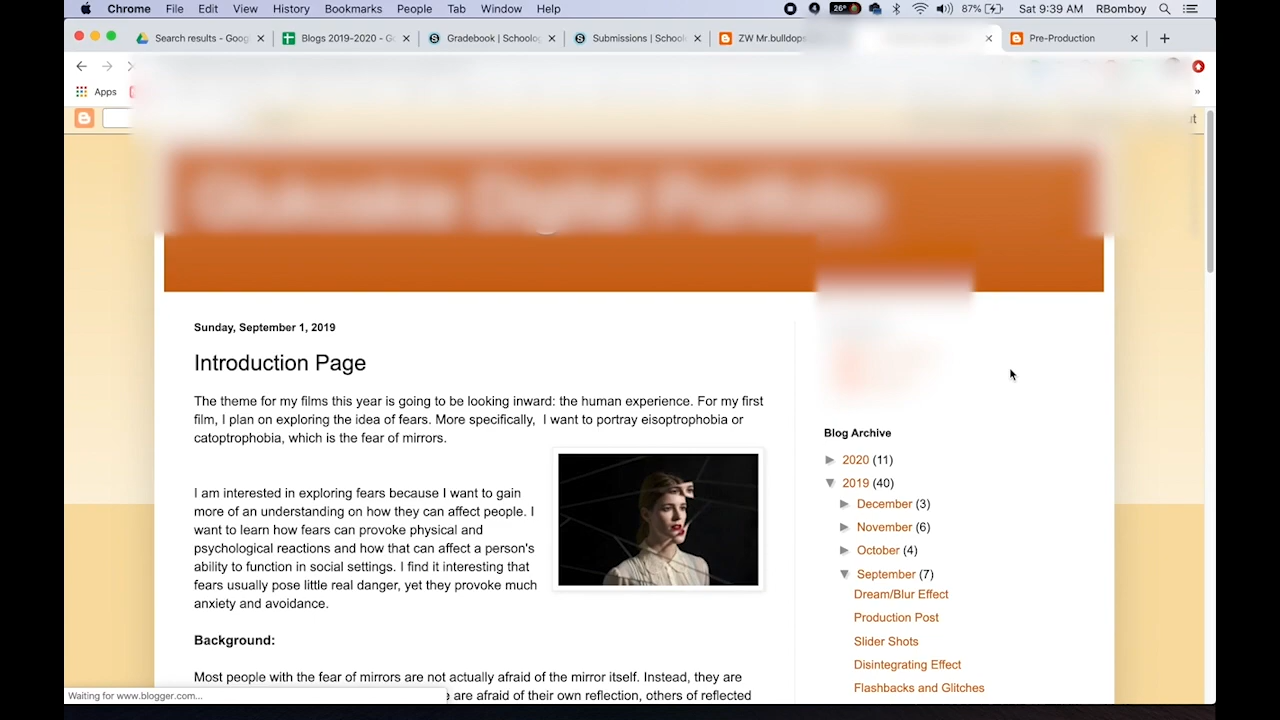 Chrome File Edit View History Bookmarks People Tab Window Help 4 26° 87% Sat 9:39 AM RBomboy
Search results - Goog Blogs 2019-2020 - Go Gradebook | Schoolog Submissions | School ZW Mr.bulldops Pre-Production
Apps »
Digital Portfolio
Sunday, September 1, 2019
Introduction Page
The theme for my films this year is going to be looking inward: the human experience. For my first
film, I plan on exploring the idea of fears. More specifically, I want to portray eisoptrophobia or
catoptrophobia, which is the fear of mirrors.
I am interested in exploring fears because I want to gain
more of an understanding on how they can affect people. I
want to learn how fears can provoke physical and
psychological reactions and how that can affect a person's
ability to function in social settings. I find it interesting that
fears usually pose little real danger, yet they provoke much
anxiety and avoidance.
Background:
Most people with the fear of mirrors are not actually afraid of the mirror itself. Instead, they are
are afraid of their own reflection, others of reflected
Blog Archive
► 2020 (11)
▼ 2019 (40)
► December (3)
► November (6)
► October (4)
▼ September (7)
Dream/Blur Effect
Production Post
Slider Shots
Disintegrating Effect
Flashbacks and Glitches
Waiting for www.blogger.com...